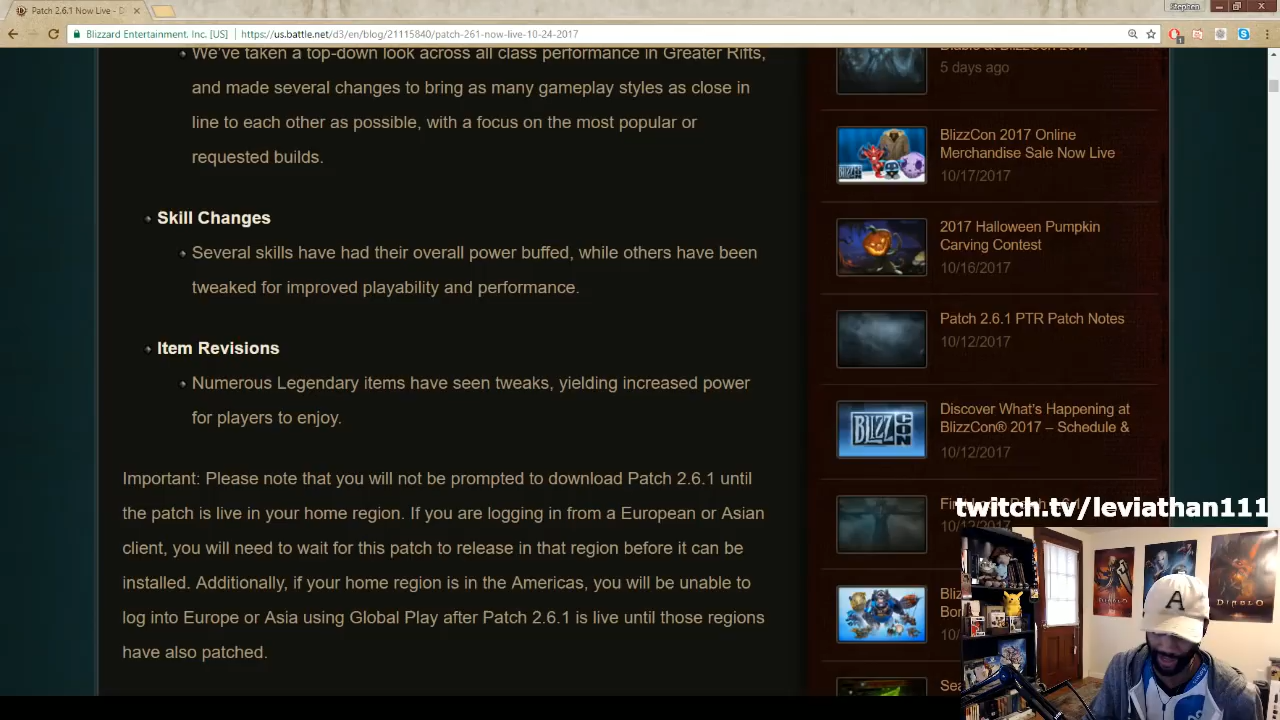 Patch 2.6.1 Now Live - D
Stephen
Blizzard Entertainment, Inc. [US]
https://us.battle.net/d3/en/blog/21115840/patch-261-now-live-10-24-2017
We've taken a top-down look across all class performance in Greater Rifts,
and made several changes to bring as many gameplay styles as close in
line to each other as possible, with a focus on the most popular or
requested builds.
Skill Changes
Several skills have had their overall power buffed, while others have been
tweaked for improved playability and performance.
Item Revisions
Numerous Legendary items have seen tweaks, yielding increased power
for players to enjoy.
Important: Please note that you will not be prompted to download Patch 2.6.1 until
the patch is live in your home region. If you are logging in from a European or Asian
client, you will need to wait for this patch to release in that region before it can be
installed. Additionally, if your home region is in the Americas, you will be unable to
log into Europe or Asia using Global Play after Patch 2.6.1 is live until those regions
have also patched.
Diablo at BlizzCon 2017
5 days ago
BlizzCon 2017 Online
Merchandise Sale Now Live
10/17/2017
2017 Halloween Pumpkin
Carving Contest
10/16/2017
Patch 2.6.1 PTR Patch Notes
10/12/2017
Discover What's Happening at
BlizzCon® 2017 – Schedule &
10/12/2017
BLIZZCON
twitch.tv/leviathan111
DIABLO
DIABLO
A